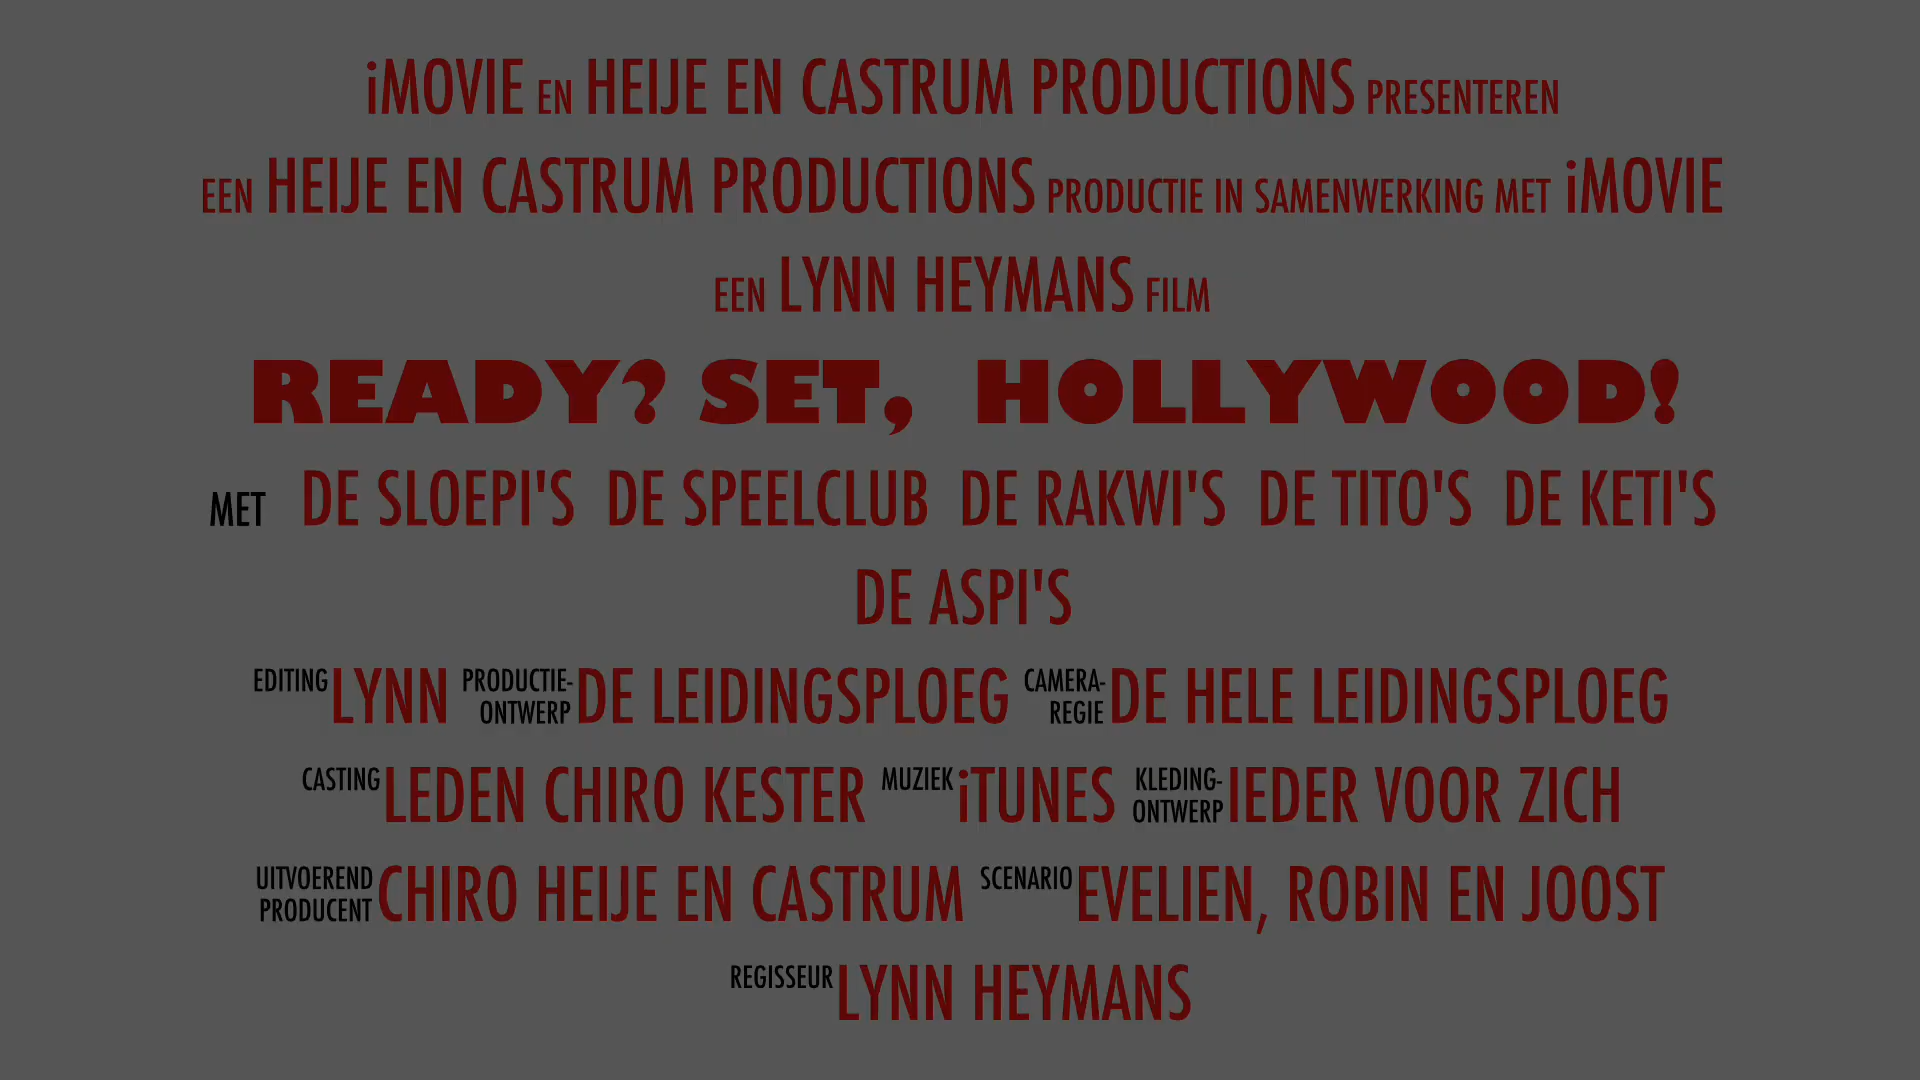 iMOVIE EN HEIJE EN CASTRUM PRODUCTIONS PRESENTEREN
EEN HEIJE EN CASTRUM PRODUCTIONS PRODUCTIE IN SAMENWERKING MET iMOVIE
EEN LYNN HEYMANS FILM
READY? SET, HOLLYWOOD!
MET DE SLOEPI'S DE SPEELCLUB DE RAKWI'S DE TITO'S DE KETI'S
DE ASPI'S
EDITING LYNN PRODUCTIE-ONTWERP DE LEIDINGSPLOEG CAMERA-REGIE DE HELE LEIDINGSPLOEG
CASTING LEDEN CHIRO KESTER MUZIEK iTUNES KLEDING-ONTWERP IEDER VOOR ZICH
UITVOEREND PRODUCENT CHIRO HEIJE EN CASTRUM SCENARIO EVELIEN, ROBIN EN JOOST
REGISSEUR LYNN HEYMANS